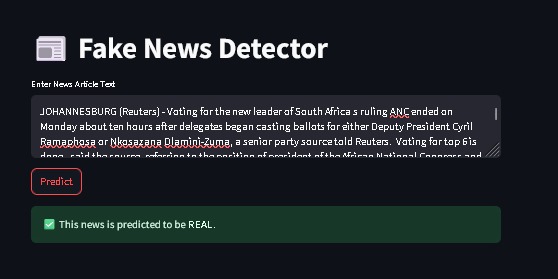 Fake News Detector
Enter News Article Text
JOHANNESBURG (Reuters) - Voting for the new leader of South Africa s ruling ANC ended on
Monday about ten hours after delegates began casting ballots for either Deputy President Cyril
Ramaphosa or Nkosazana Dlamini-Zuma, a senior party source told Reuters. Voting for top 6 is
done, said the source, referring to the position of president of the African National Congress and
Predict
This news is predicted to be REAL.